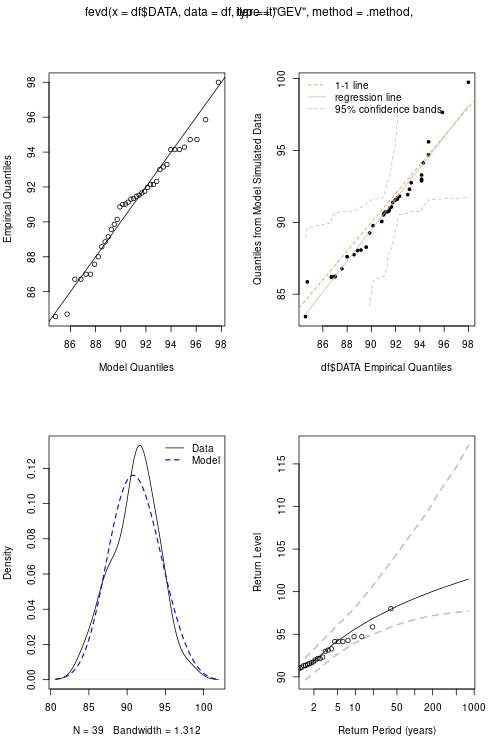 fevd(x = df$DATA, data = df, type = "GEV", method = .method,
98
96
94
92
90
88
86
Empirical Quantiles
86 88 90 92 94 96 98
Model Quantiles
1-1 line
regression line
95% confidence bands
100
95
90
85
Quantiles from Model Simulated Data
86 88 90 92 94 96 98
df$DATA Empirical Quantiles
Data
Model
0.12
0.10
0.08
0.06
0.04
0.02
0.00
Density
80 85 90 95 100
N = 39 Bandwidth = 1.312
115
110
105
100
95
90
Return Level
2 5 10 50 200 1000
Return Period (years)